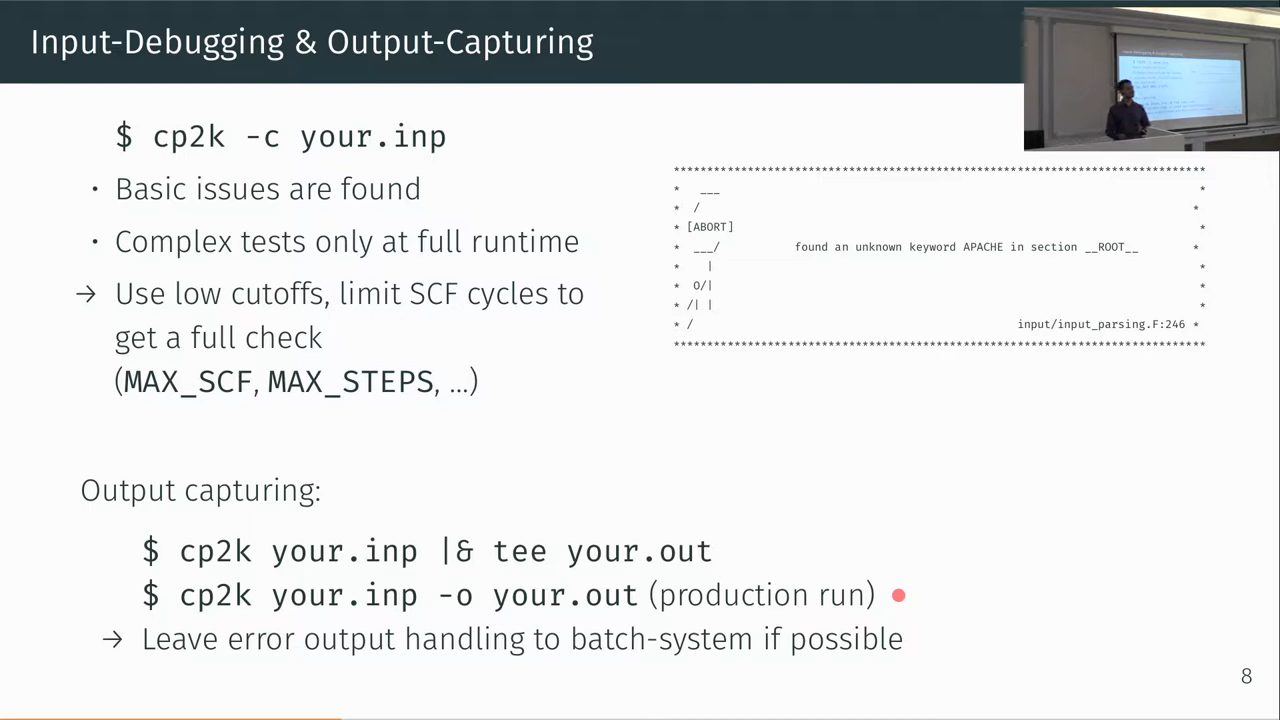 Input-Debugging & Output-Capturing
$ cp2k -c your.inp
• Basic issues are found
• Complex tests only at full runtime
→ Use low cutoffs, limit SCF cycles to
get a full check
(MAX_SCF, MAX_STEPS, ...)
*******************************************************************************
*   ___                                                                       *
*  /                                                                          *
* [ABORT]                                                                     *
*  ___/       found an unknown keyword APACHE in section __ROOT__             *
*    |                                                                        *
*  O/|                                                                        *
* /| |                                                                        *
* /                                                input/input_parsing.F:246 *
*******************************************************************************
Output capturing:
$ cp2k your.inp |& tee your.out
$ cp2k your.inp -o your.out (production run)
→ Leave error output handling to batch-system if possible
8